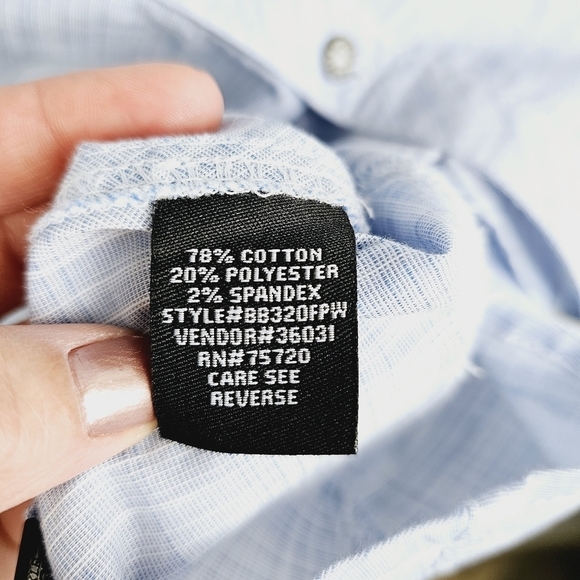 78% COTTON
20% POLYESTER
2% SPANDEX
STYLE#BB320FPW
VENDOR#36031
RN#75720
CARE SEE
REVERSE